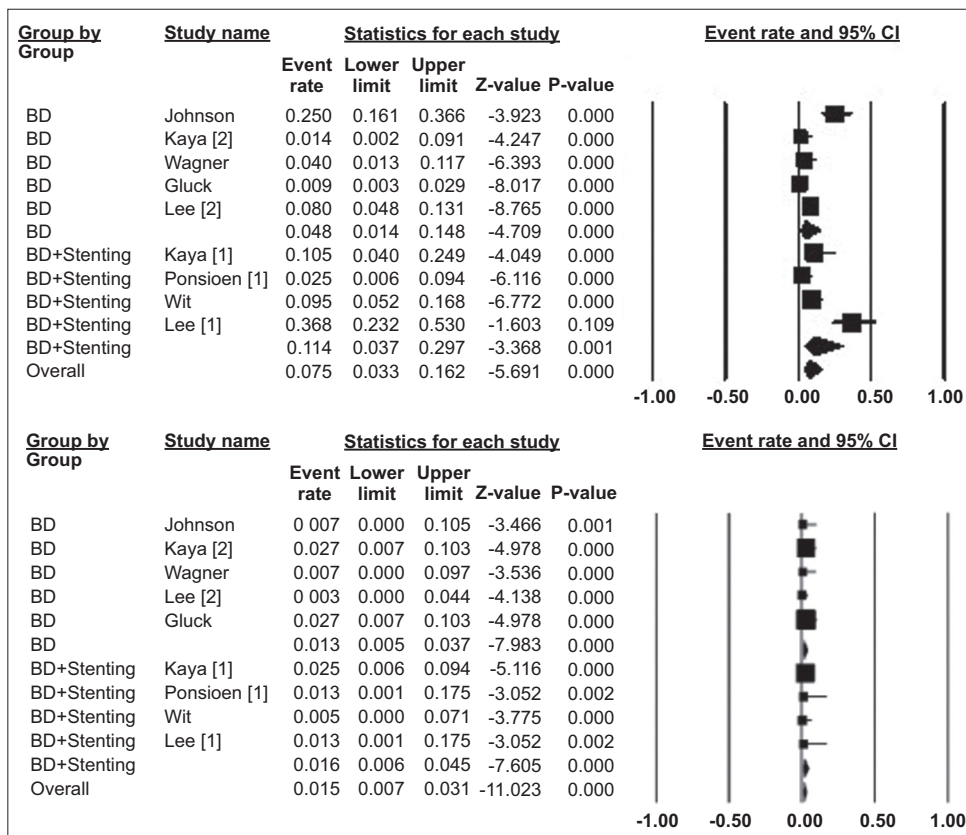 Group by Group Study name Statistics for each study Event rate and 95% CI
Event rate Lower limit Upper limit Z-value P-value
BD Johnson 0.250 0.161 0.366 -3.923 0.000
BD Kaya [2] 0.014 0.002 0.091 -4.247 0.000
BD Wagner 0.040 0.013 0.117 -6.393 0.000
BD Gluck 0.009 0.003 0.029 -8.017 0.000
BD Lee [2] 0.080 0.048 0.131 -8.765 0.000
BD 0.048 0.014 0.148 -4.709 0.000
BD+Stenting Kaya [1] 0.105 0.040 0.249 -4.049 0.000
BD+Stenting Ponsioen [1] 0.025 0.006 0.094 -6.116 0.000
BD+Stenting Wit 0.095 0.052 0.168 -6.772 0.000
BD+Stenting Lee [1] 0.368 0.232 0.530 -1.603 0.109
BD+Stenting 0.114 0.037 0.297 -3.368 0.001
Overall 0.075 0.033 0.162 -5.691 0.000
-1.00 -0.50 0.00 0.50 1.00
Group by Group Study name Statistics for each study Event rate and 95% CI
Event rate Lower limit Upper limit Z-value P-value
BD Johnson 0 007 0.000 0.105 -3.466 0.001
BD Kaya [2] 0.027 0.007 0.103 -4.978 0.000
BD Wagner 0.007 0.000 0.097 -3.536 0.000
BD Lee [2] 0.003 0.000 0.044 -4.138 0.000
BD Gluck 0.027 0.007 0.103 -4.978 0.000
BD 0.013 0.005 0.037 -7.983 0.000
BD+Stenting Kaya [1] 0.025 0.006 0.094 -5.116 0.000
BD+Stenting Ponsioen [1] 0.013 0.001 0.175 -3.052 0.002
BD+Stenting Wit 0.005 0.000 0.071 -3.775 0.000
BD+Stenting Lee [1] 0.013 0.001 0.175 -3.052 0.002
BD+Stenting 0.016 0.006 0.045 -7.605 0.000
Overall 0.015 0.007 0.031 -11.023 0.000
-1.00 -0.50 0.00 0.50 1.00